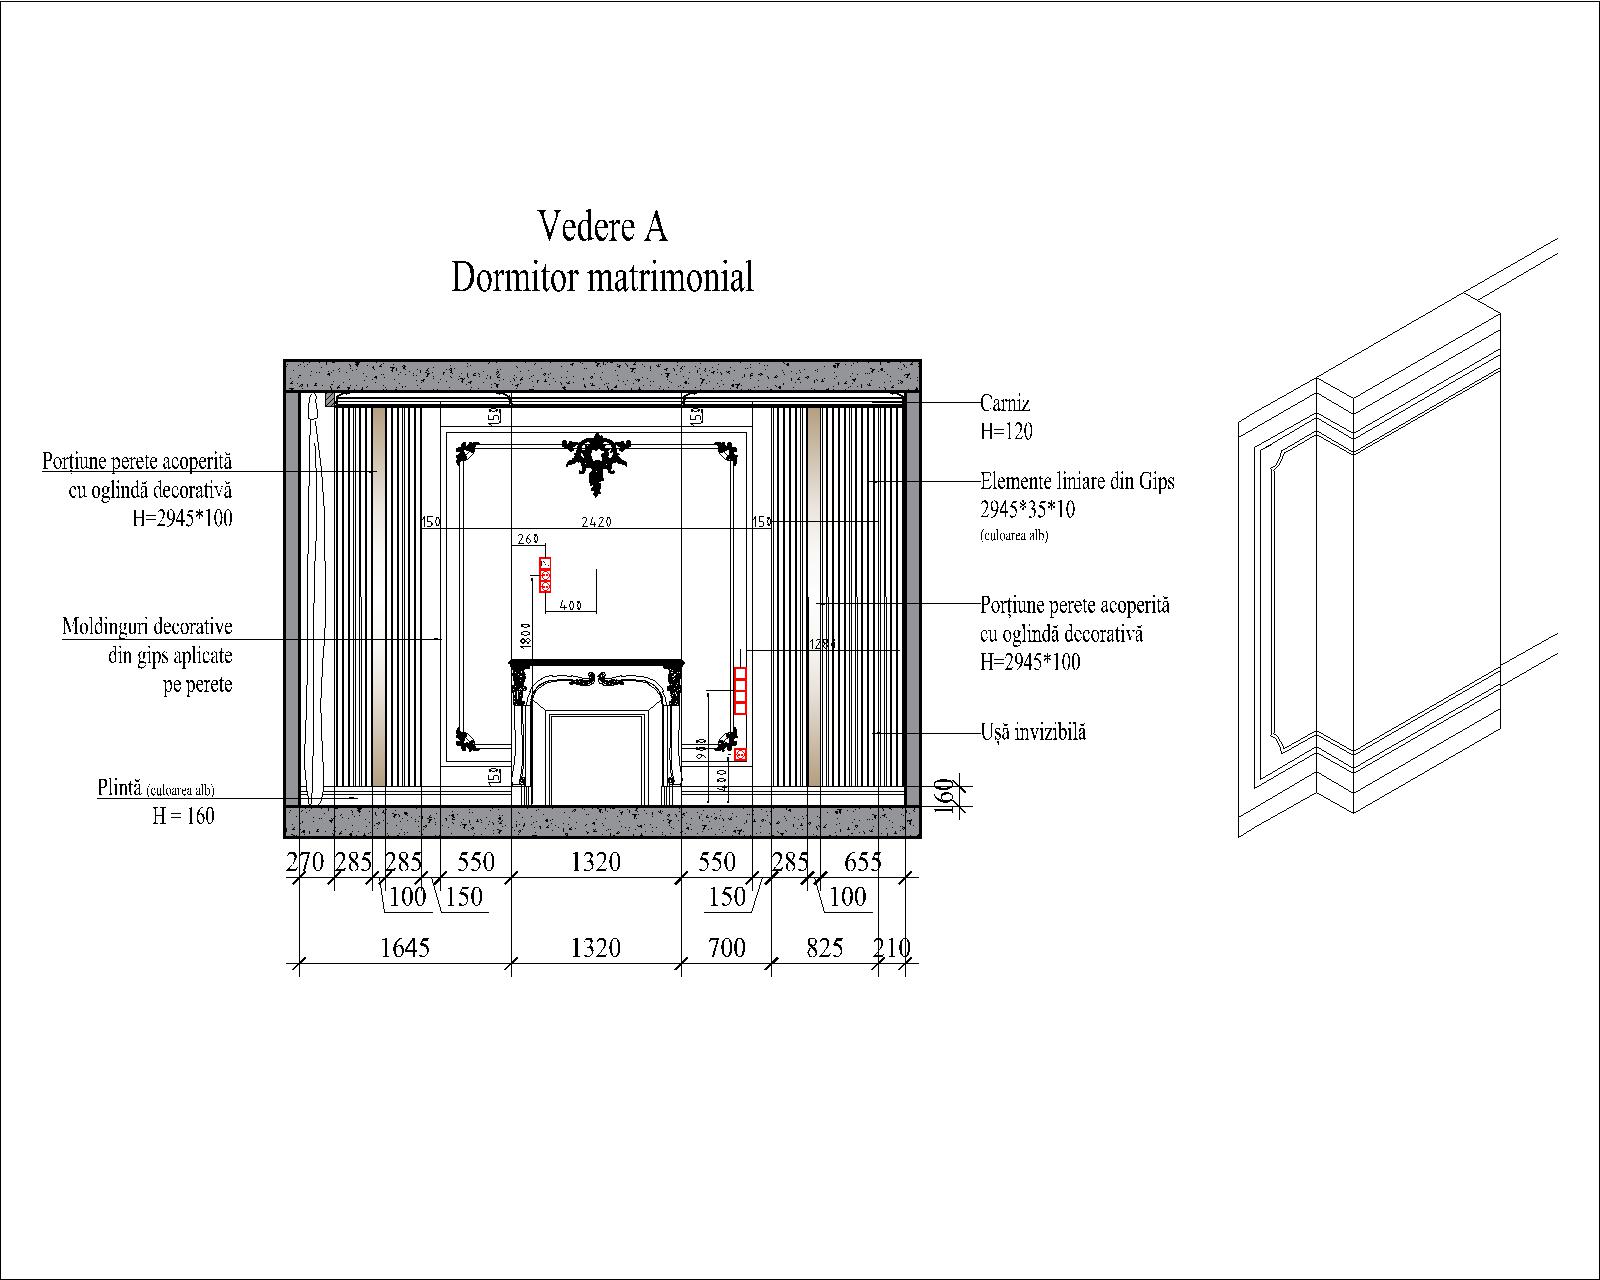 Vedere A
Dormitor matrimonial
Porțiune perete acoperită
cu oglindă decorativă
H=2945*100
Moldinguri decorative
din gips aplicate
pe perete
Plintă (culoarea alb)
H = 160
Carniz
H=120
Elemente liniare din Gips
2945*35*10
(culoarea alb)
Porțiune perete acoperită
cu oglindă decorativă
H=2945*100
Ușă invizibilă
150
150
150
2420
150
260
400
1800
1284
150
400
160
270
285
285
550
1320
550
285
655
100
150
150
100
1645
1320
700
825
210